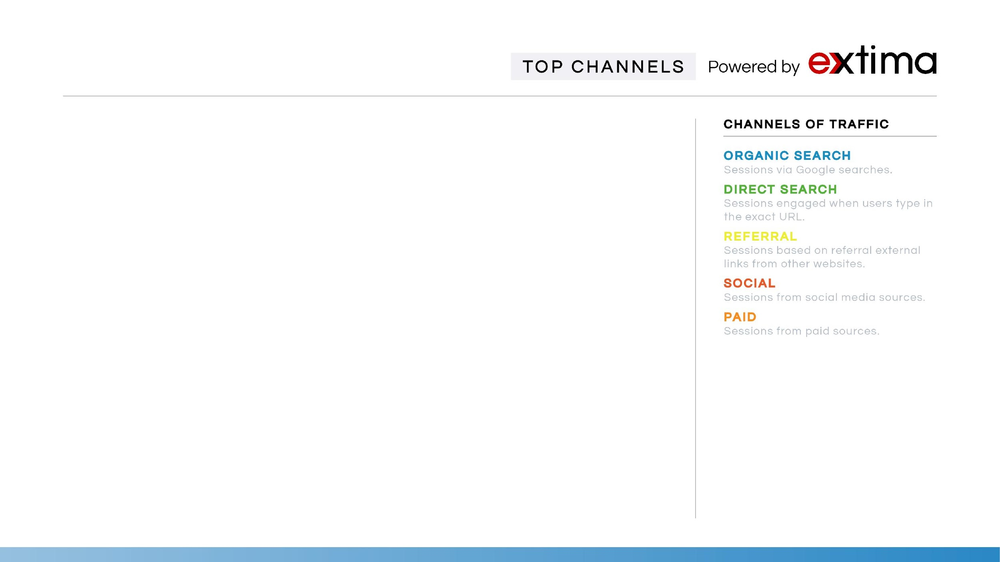 TOP CHANNELS Powered by extima
CHANNELS OF TRAFFIC
ORGANIC SEARCH
Sessions via Google searches.
DIRECT SEARCH
Sessions engaged when users type in
the exact URL.
REFERRAL
Sessions based on referral external
links from other websites.
SOCIAL
Sessions from social media sources.
PAID
Sessions from paid sources.